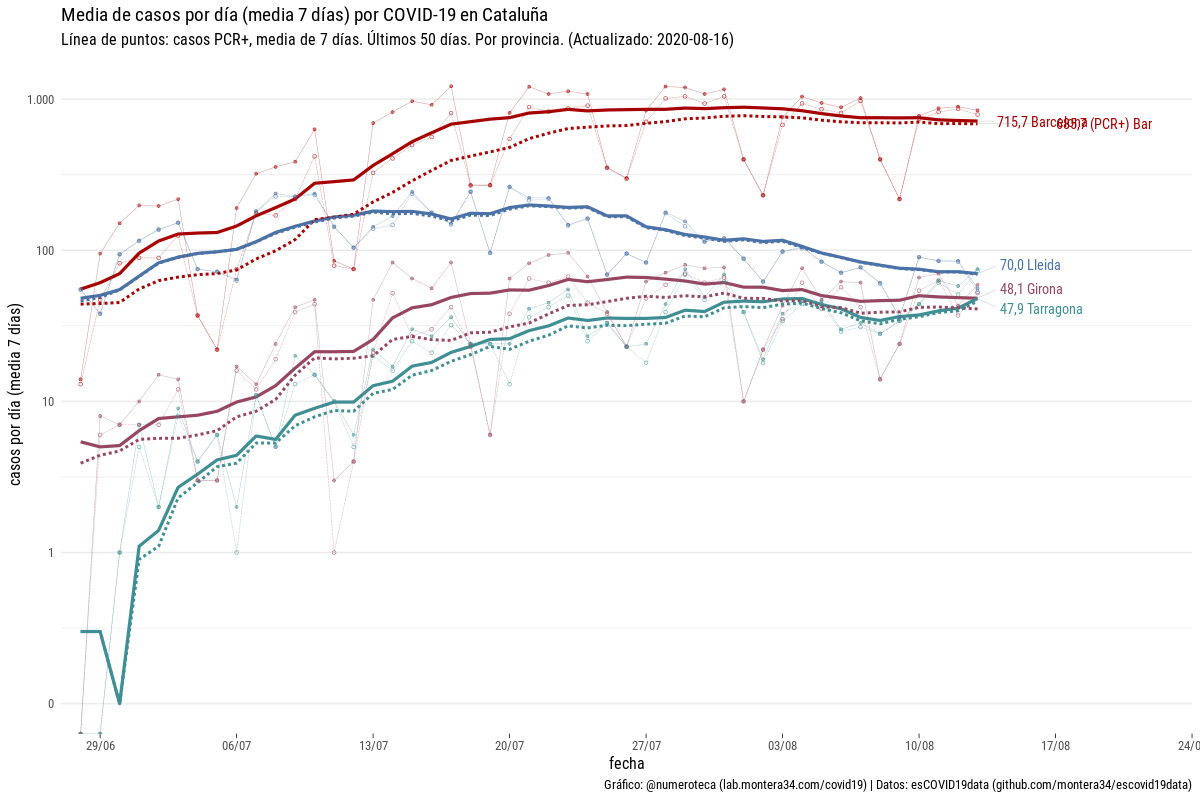 Media de casos por día (media 7 días) por COVID-19 en Cataluña
Línea de puntos: casos PCR+, media de 7 días. Últimos 50 días. Por provincia. (Actualizado: 2020-08-16)
1.000
100
10
1
0
casos por día (media 7 días)
715,7 Barcelona
(PCR+) Bar
70,0 Lleida
48,1 Girona
47,9 Tarragona
29/06
06/07
13/07
20/07
27/07
03/08
10/08
17/08
24/0
fecha
Gráfico: @numeroteca (lab.montera34.com/covid19) | Datos: esCOVID19data (github.com/montera34/escovid19data)